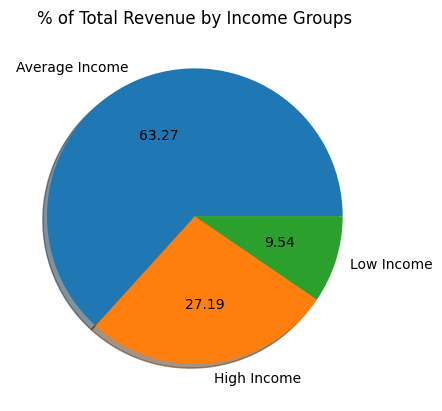 % of Total Revenue by Income Groups
Average Income
63.27
9.54
Low Income
27.19
High Income